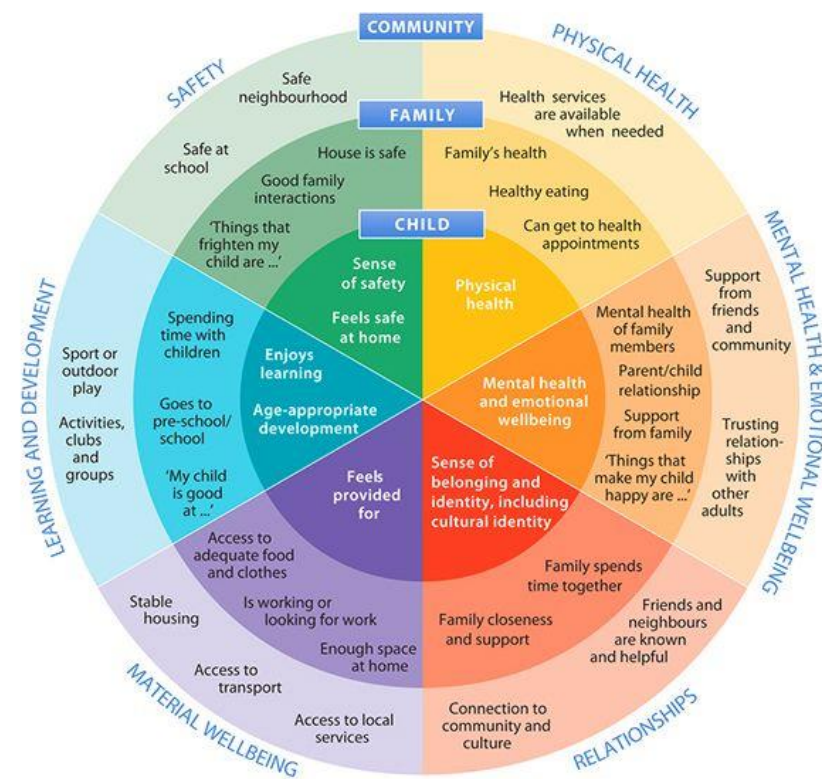 COMMUNITY
SAFETY
PHYSICAL HEALTH
Safe
neighbourhood
Safe at
school
Health services
are available
when needed
FAMILY
House is safe
Good family
interactions
‘Things that
frighten my
child are ...’
Family’s health
Healthy eating
Can get to health
appointments
CHILD
Sense
of safety
Feels safe
at home
Physical
health
LEARNING AND DEVELOPMENT
Sport or
outdoor
play
Activities,
clubs
and
groups
Spending
time with
children
Goes to
pre-school/
school
‘My child
is good
at ...’
Enjoys
learning
Age-appropriate
development
Mental health
and emotional
wellbeing
Mental health
of family
members
Parent/child
relationship
Support
from family
‘Things that
make my child
happy are ...’
Support
from
friends
and
community
Trusting
relation-
ships
with
other
adults
MENTAL HEALTH & EMOTIONAL WELLBEING
Feels
provided
for
Sense of
belonging and
identity, including
cultural identity
Access to
adequate food
and clothes
Is working or
looking for work
Enough space
at home
Family spends
time together
Family closeness
and support
Stable
housing
Access to
transport
Access to local
services
Friends and
neighbours
are known
and helpful
Connection to
community and
culture
MATERIAL WELLBEING
RELATIONSHIPS